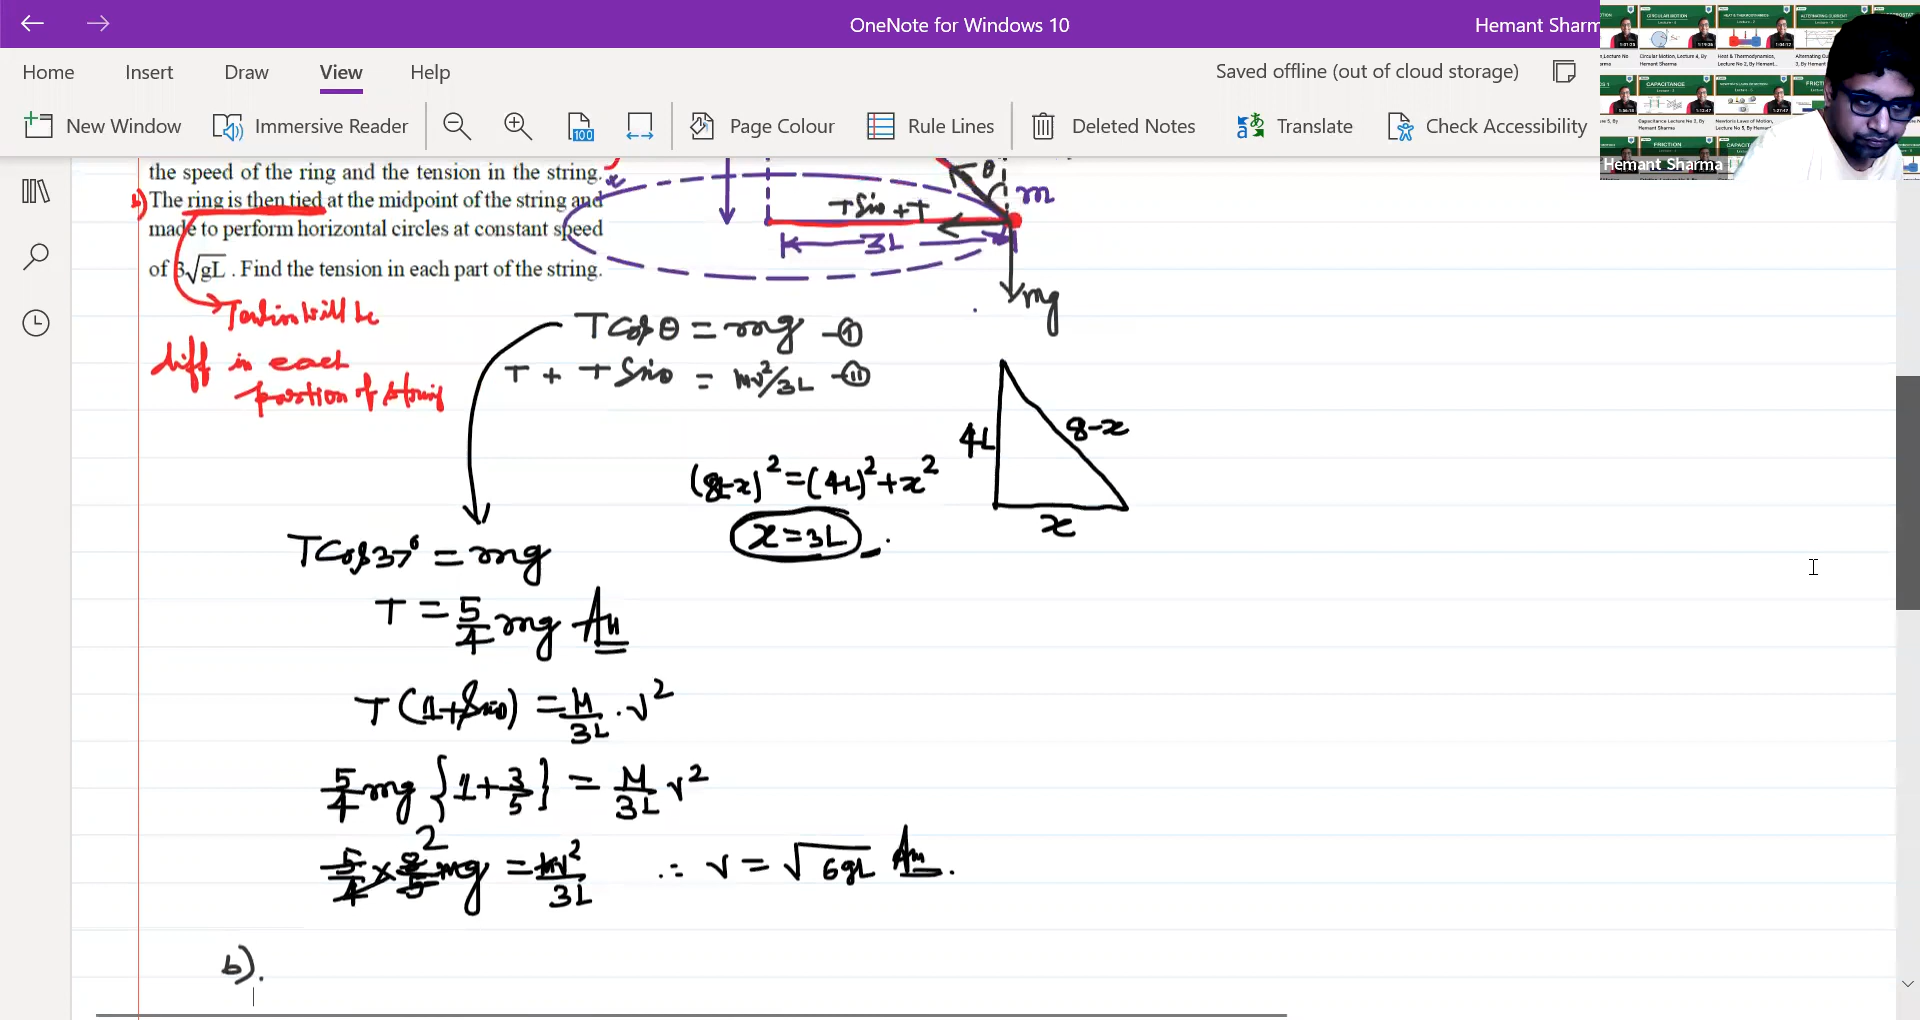 OneNote for Windows 10
Hemant Sharm
Home Insert Draw View Help
Saved offline (out of cloud storage)
New Window Immersive Reader 100 Page Colour Rule Lines Deleted Notes Translate Check Accessibility
Hemant Sharma
the speed of the ring and the tension in the string.
b) The ring is then tied at the midpoint of the string and
made to perform horizontal circles at constant speed
of 3√gL . Find the tension in each part of the string.
Tension will be
diff in each
portion of string
θ
m
T Sinθ + T
3L
mg
T Cosθ = mg –(I)
T + T Sinθ = mv²/3L –(II)
4L
8-x
x
(8-x)² = (4L)² + x²
x = 3L
T Cos37° = mg
T = 5/4 mg An
T (1 + Sinθ) = M/3L . v²
5/4 mg {1 + 3/5} = M/3L v²
5/4 × 8/5 mg = mv²/3L ∴ v = √6gL An.
2
b).